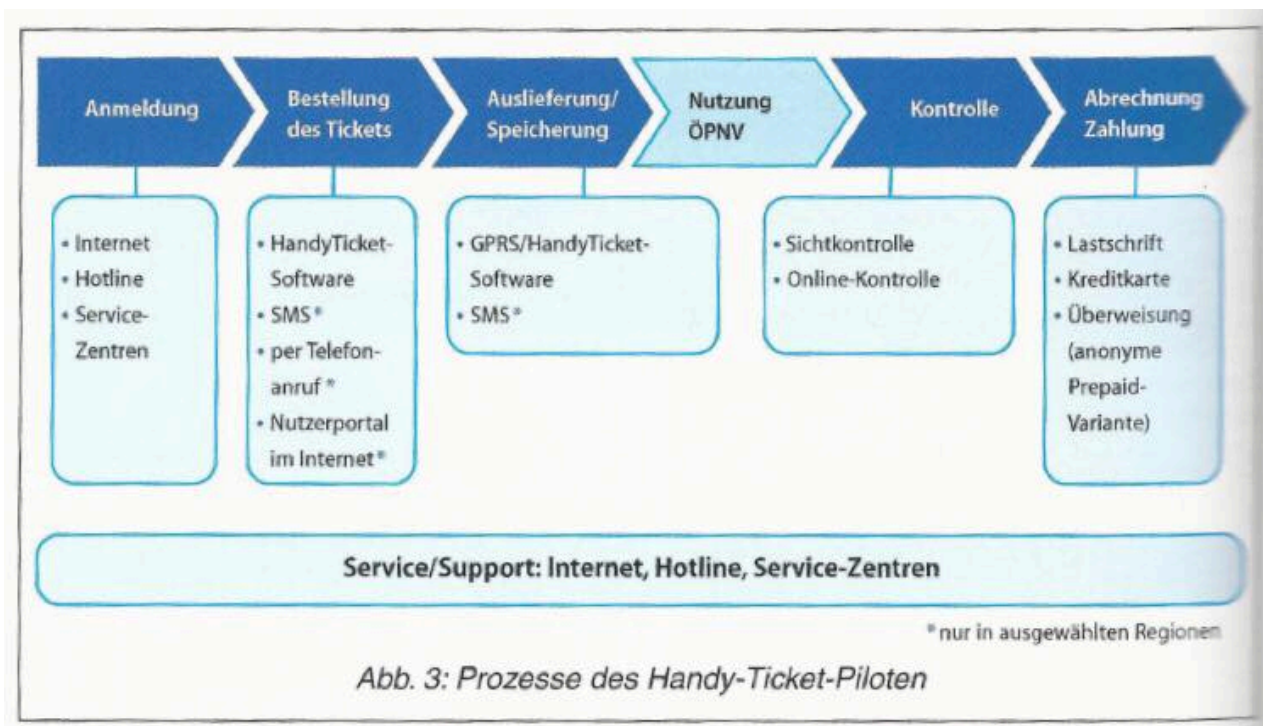 Anmeldung
Bestellung
des Tickets
Auslieferung/
Speicherung
Nutzung
ÖPNV
Kontrolle
Abrechnung
Zahlung
• Internet
• Hotline
• Service-
Zentren
• HandyTicket-
Software
• SMS*
• per Telefon-
anruf *
• Nutzerportal
im Internet*
• GPRS/HandyTicket-
Software
• SMS*
• Sichtkontrolle
• Online-Kontrolle
• Lastschrift
• Kreditkarte
• Überweisung
(anonyme
Prepaid-
Variante)
Service/Support: Internet, Hotline, Service-Zentren
*nur in ausgewählten Regionen
Abb. 3: Prozesse des Handy-Ticket-Piloten